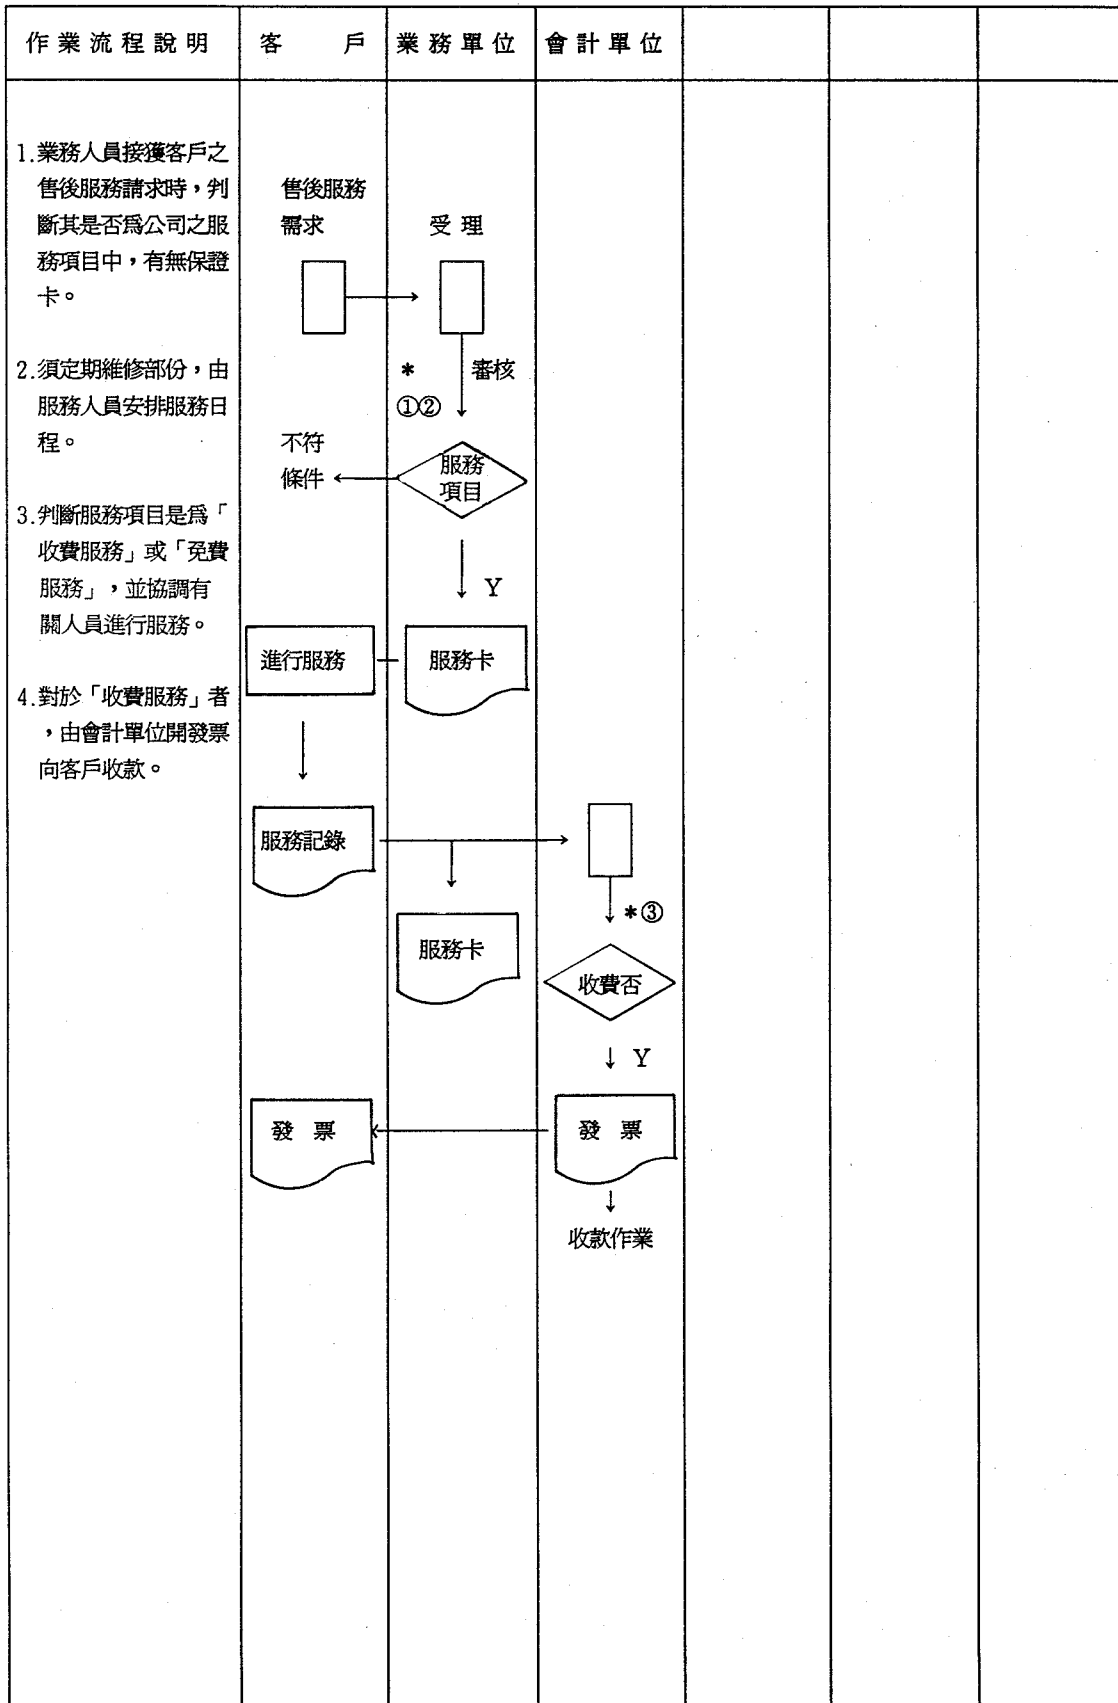 作業流程說明
客 戶
業務單位
會計單位
1.業務人員接獲客戶之
售後服務請求時,判
斷其是否爲公司之服
務項目中,有無保證
卡。
2.須定期維修部份,由
服務人員安排服務日
程。
3.判斷服務項目是爲「
收費服務」或「免費
服務」,並協調有
關人員進行服務。
4.對於「收費服務」者
,由會計單位開發票
向客戶收款。
售後服務
需求
受 理
* 審核
①②
不符
條件
服務
項目
Y
進行服務
服務卡
服務記錄
*③
服務卡
收費否
Y
發 票
發 票
收款作業